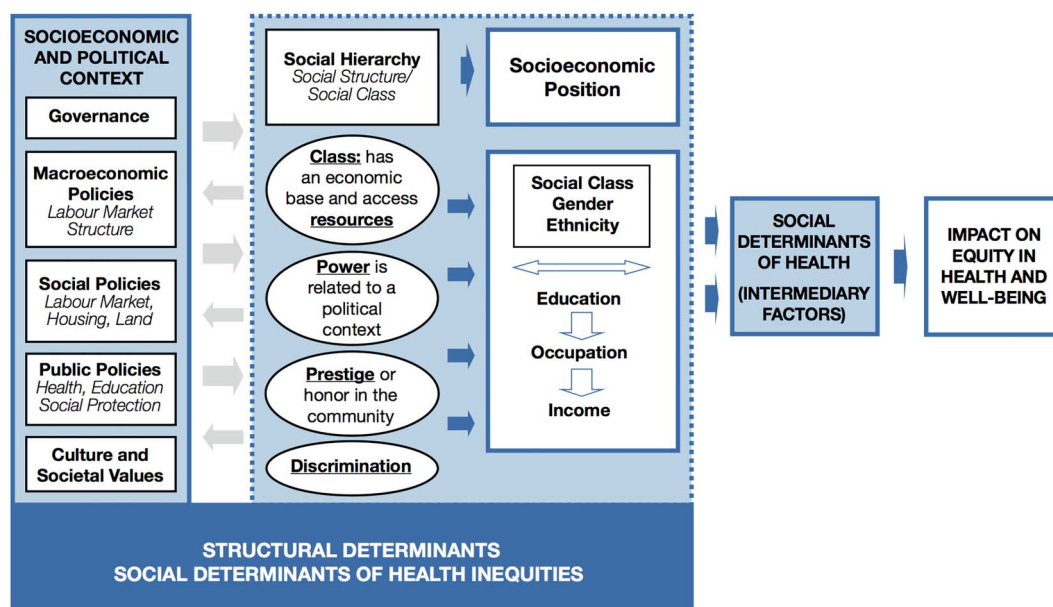 SOCIOECONOMIC
AND POLITICAL
CONTEXT
Governance
Macroeconomic
Policies
Labour Market
Structure
Social Policies
Labour Market,
Housing, Land
Public Policies
Health, Education
Social Protection
Culture and
Societal Values
Social Hierarchy
Social Structure/
Social Class
Class: has
an economic
base and access
resources
Power is
related to a
political
context
Prestige or
honor in the
community
Discrimination
Socioeconomic
Position
Social Class
Gender
Ethnicity
Education
Occupation
Income
SOCIAL
DETERMINANTS
OF HEALTH
(INTERMEDIARY
FACTORS)
IMPACT ON
EQUITY IN
HEALTH AND
WELL-BEING
STRUCTURAL DETERMINANTS
SOCIAL DETERMINANTS OF HEALTH INEQUITIES